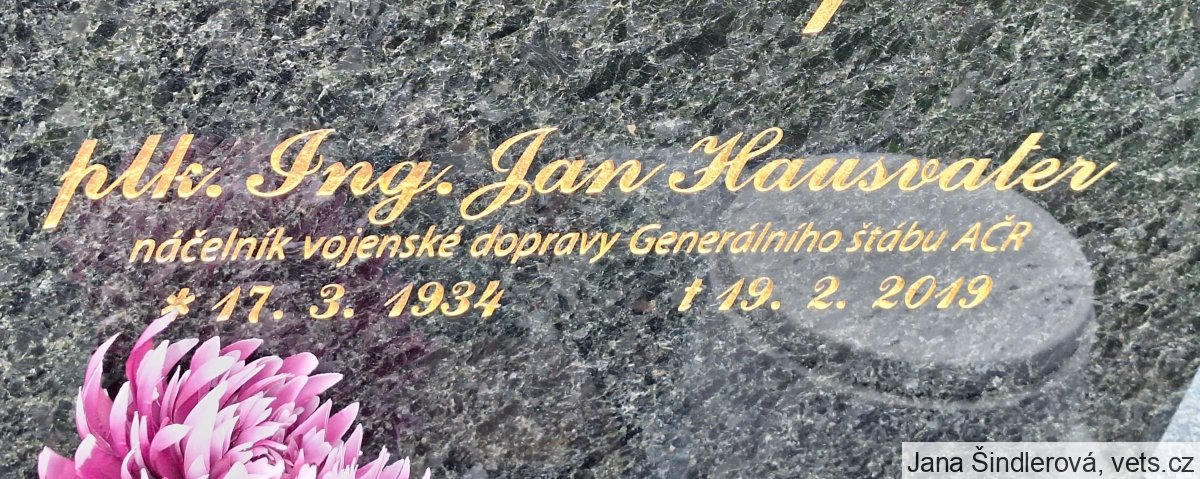 plk. Ing. Jan Hausvater
náčelník vojenské dopravy Generálního štábu AČR
* 17. 3. 1934 † 19. 2. 2019
Jana Šindlerová, vets.cz